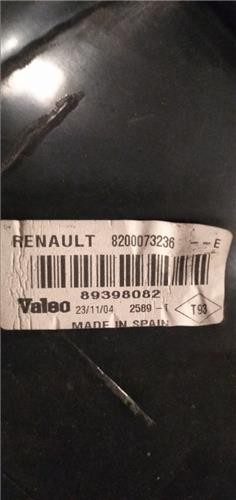 RENAULT 8200073236 --E
89398082
Valeo 23/11/04 2589 -T T93
MADE IN SPAIN